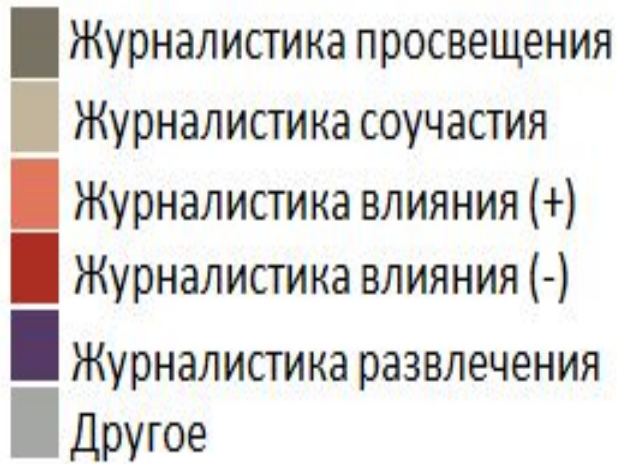 Журналистика просвещения
Журналистика соучастия
Журналистика влияния (+)
Журналистика влияния (-)
Журналистика развлечения
Другое